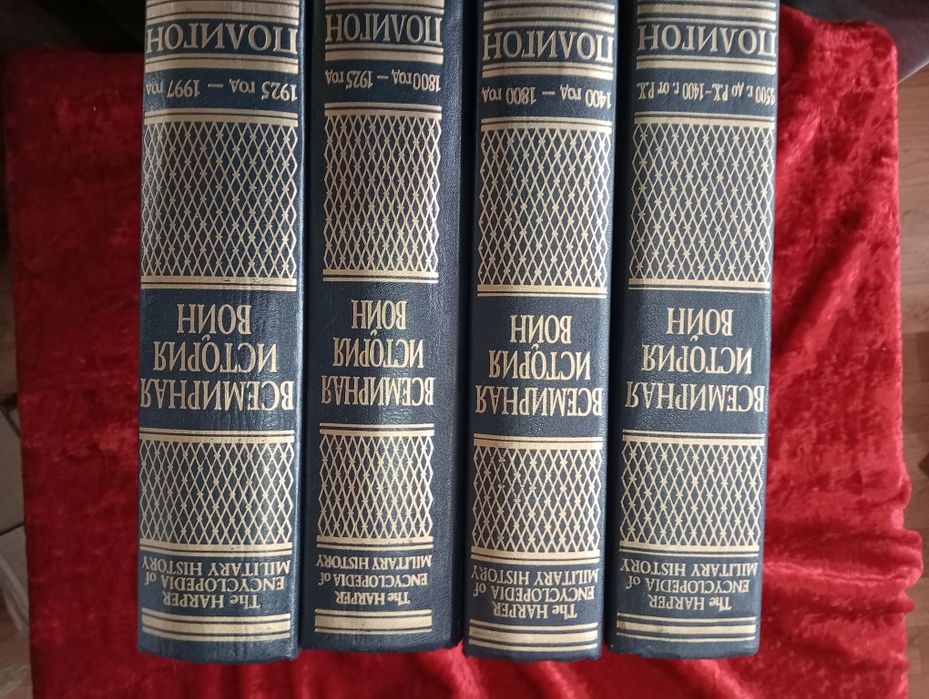 The HARPER
ENCYCLOPEDIA of
MILITARY HISTORY
ВСЕМИРНАЯ
ИСТОРИЯ
ВОЙН
3500 г. до Р.Х.–1400 г. от Р.Х.
ПОЛИГОН
The HARPER
ENCYCLOPEDIA of
MILITARY HISTORY
ВСЕМИРНАЯ
ИСТОРИЯ
ВОЙН
1400 год — 1800 год
ПОЛИГОН
The HARPER
ENCYCLOPEDIA of
MILITARY HISTORY
ВСЕМИРНАЯ
ИСТОРИЯ
ВОЙН
1800 год — 1925 год
ПОЛИГОН
The HARPER
ENCYCLOPEDIA of
MILITARY HISTORY
ВСЕМИРНАЯ
ИСТОРИЯ
ВОЙН
1925 год — 1997 год
ПОЛИГОН